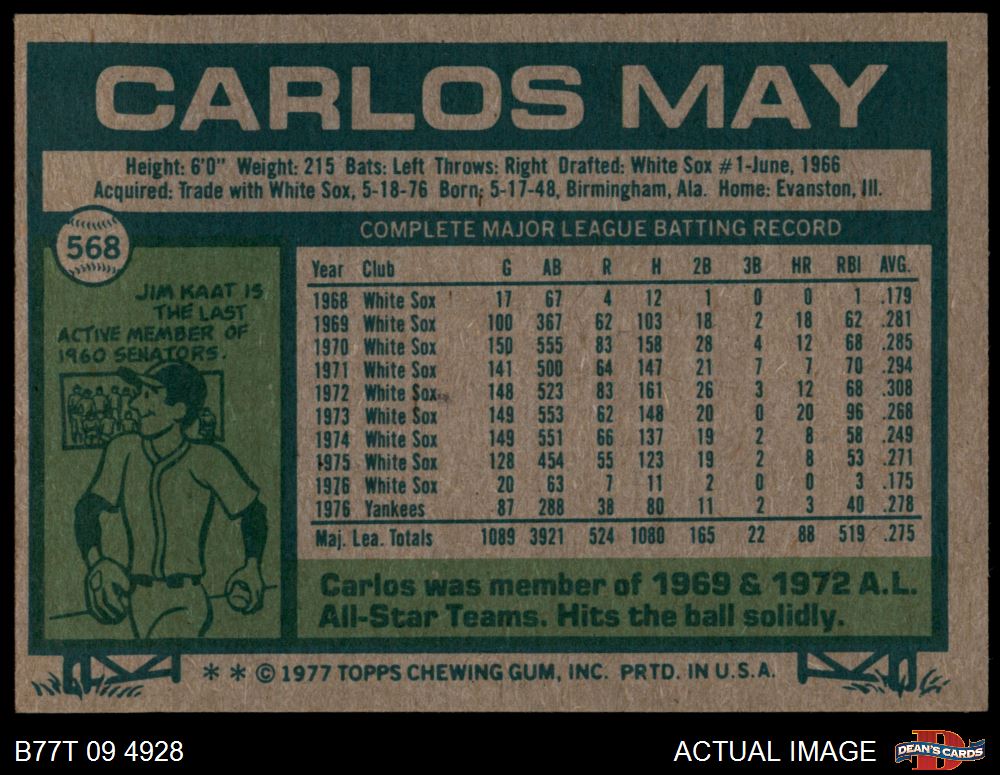 CARLOS MAY
Height: 6'0" Weight: 215 Bats: Left Throws: Right Drafted: White Sox #1-June, 1966
Acquired: Trade with White Sox, 5-18-76 Born: 5-17-48, Birmingham, Ala. Home: Evanston, Ill.
568
JIM KAAT IS
THE LAST
ACTIVE MEMBER OF
1960 SENATORS.
COMPLETE MAJOR LEAGUE BATTING RECORD
Year Club G AB R H 2B 3B HR RBI AVG.
1968 White Sox 17 67 4 12 1 0 0 1 .179
1969 White Sox 100 367 62 103 18 2 18 62 .281
1970 White Sox 150 555 83 158 28 4 12 68 .285
1971 White Sox 141 500 64 147 21 7 7 70 .294
1972 White Sox 148 523 83 161 26 3 12 68 .308
1973 White Sox 149 553 62 148 20 0 20 96 .268
1974 White Sox 149 551 66 137 19 2 8 58 .249
1975 White Sox 128 454 55 123 19 2 8 53 .271
1976 White Sox 20 63 7 11 2 0 0 3 .175
1976 Yankees 87 288 38 80 11 2 3 40 .278
Maj. Lea. Totals 1089 3921 524 1080 165 22 88 519 .275
Carlos was member of 1969 & 1972 A.L.
All-Star Teams. Hits the ball solidly.
* * © 1977 TOPPS CHEWING GUM, INC. PRTD. IN U.S.A.
B77T 09 4928
ACTUAL IMAGE
DEAN'S CARDS